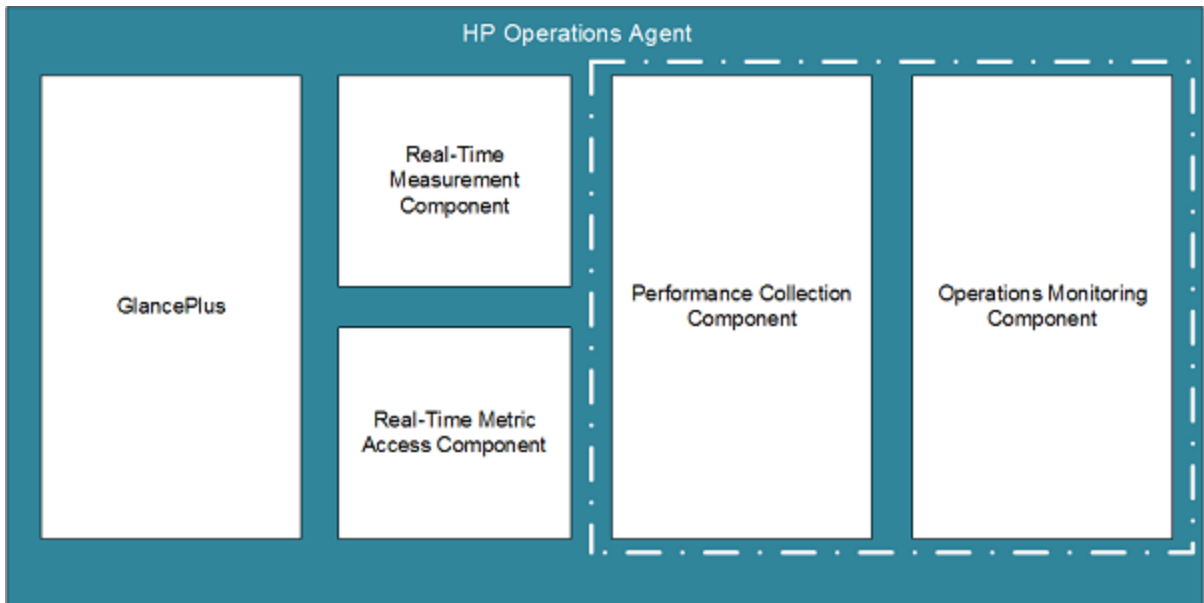 HP Operations Agent
GlancePlus
Real-Time
Measurement
Component
Real-Time Metric
Access Component
Performance Collection
Component
Operations Monitoring
Component